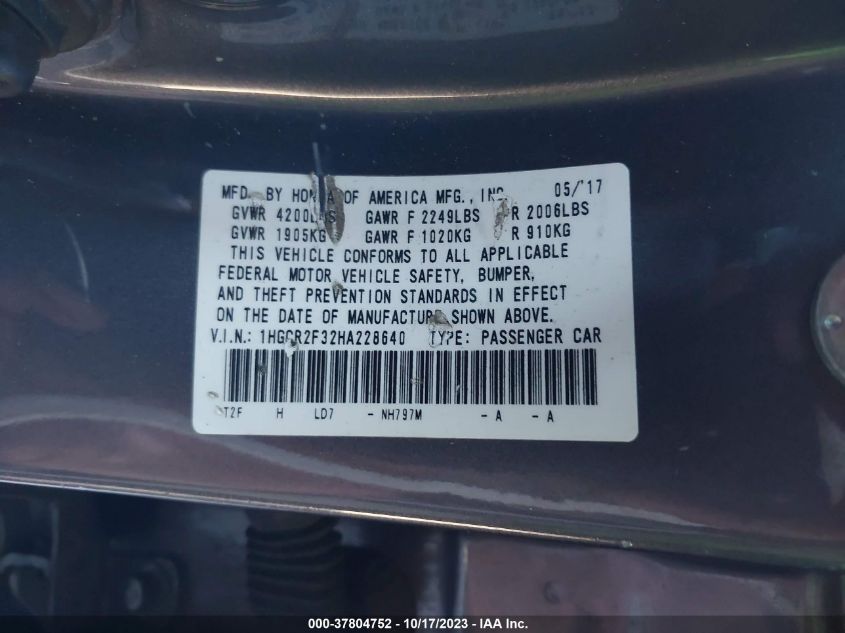 MFD. BY HONDA OF AMERICA MFG., INC. 05/'17
GVWR 4200LBS GAWR F 2249LBS R 2006LBS
GVWR 1905KG GAWR F 1020KG R 910KG
THIS VEHICLE CONFORMS TO ALL APPLICABLE
FEDERAL MOTOR VEHICLE SAFETY, BUMPER,
AND THEFT PREVENTION STANDARDS IN EFFECT
ON THE DATE OF MANUFACTURE SHOWN ABOVE.
V.I.N.: 1HGCR2F32HA228640 TYPE: PASSENGER CAR
T2F H LD7 - NH797M - A - A
000-37804752 - 10/17/2023 - IAA Inc.